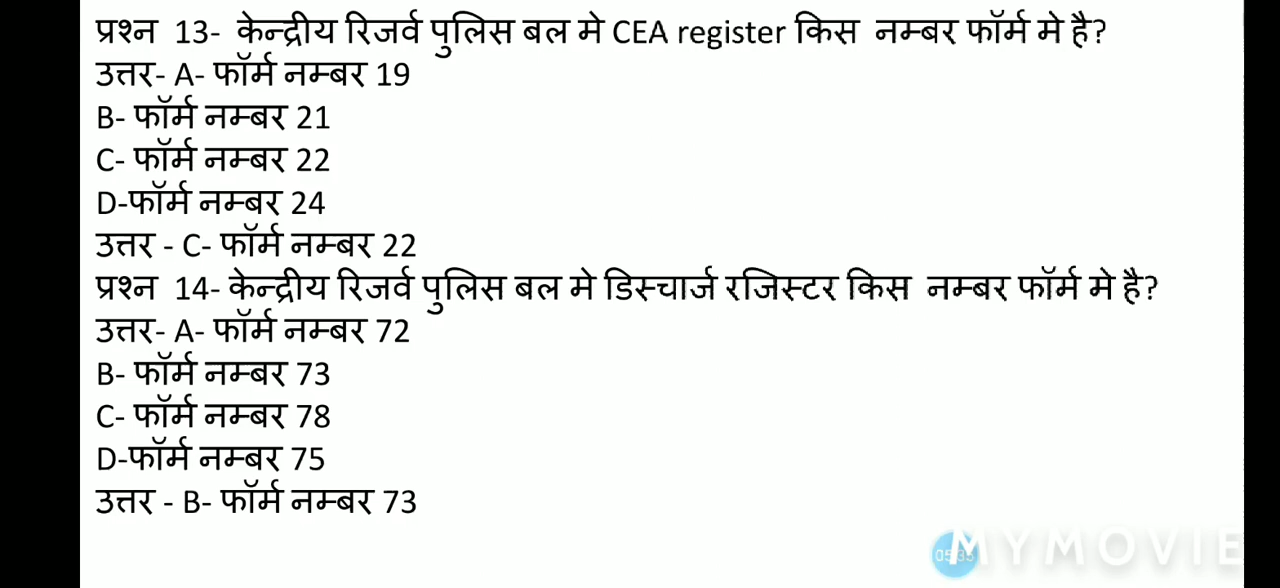 प्रश्न 13- केन्द्रीय रिजर्व पुलिस बल मे CEA register किस नम्बर फॉर्म मे है?
उत्तर- A- फॉर्म नम्बर 19
B- फॉर्म नम्बर 21
C- फॉर्म नम्बर 22
D-फॉर्म नम्बर 24
उत्तर - C- फॉर्म नम्बर 22
प्रश्न 14- केन्द्रीय रिजर्व पुलिस बल मे डिस्चार्ज रजिस्टर किस नम्बर फॉर्म मे है?
उत्तर- A- फॉर्म नम्बर 72
B- फॉर्म नम्बर 73
C- फॉर्म नम्बर 78
D-फॉर्म नम्बर 75
उत्तर - B- फॉर्म नम्बर 73
05:35 MYMOVIE